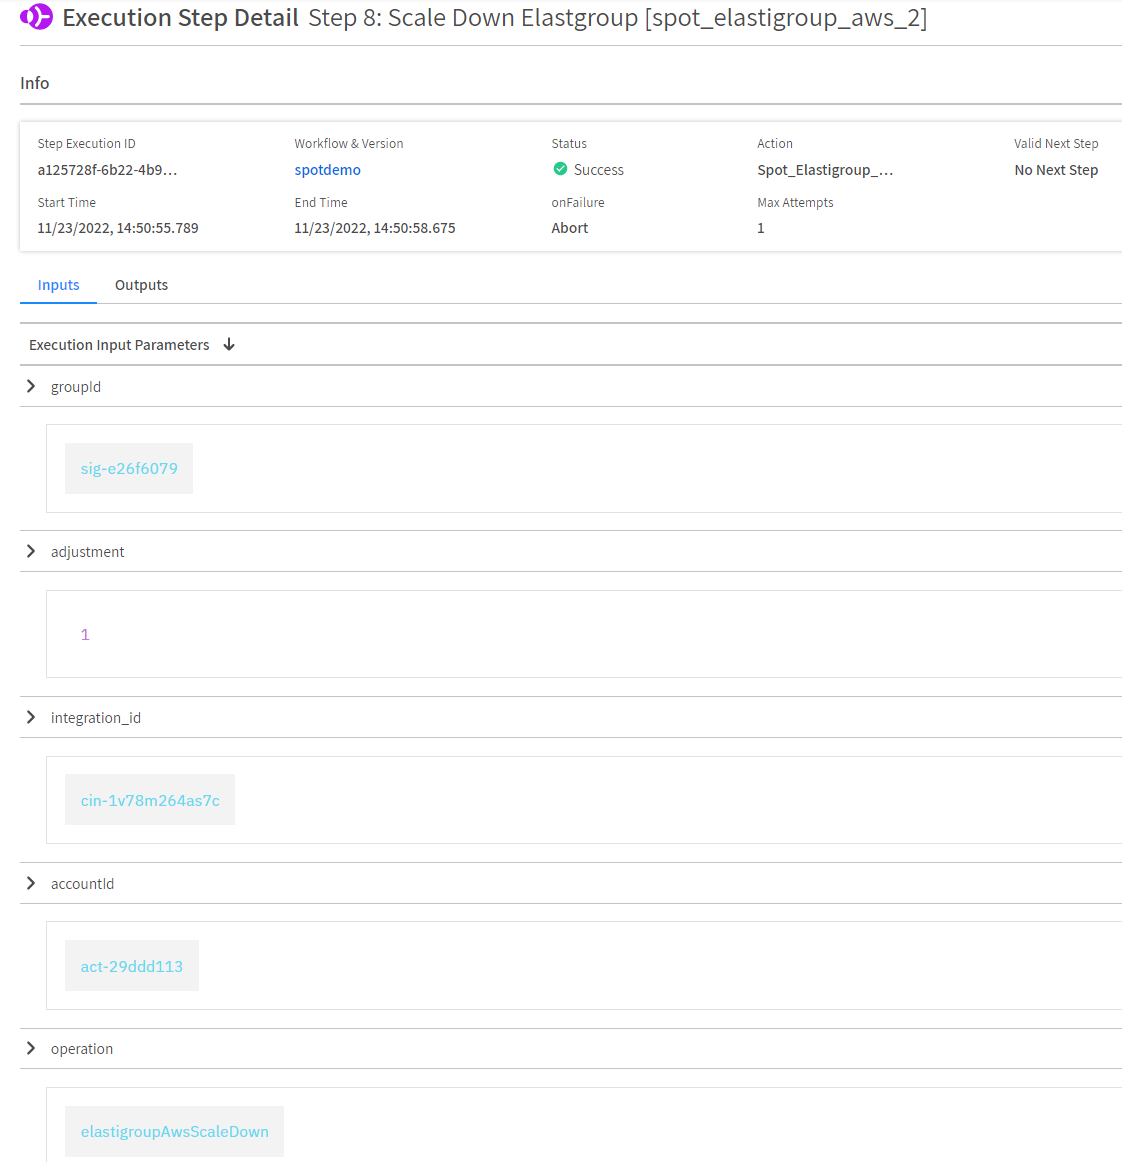 Execution Step Detail Step 8: Scale Down Elastgroup [spot_elastigroup_aws_2]
Info
Step Execution ID Workflow & Version Status Action Valid Next Step
a125728f-6b22-4b9... spotdemo Success Spot_Elastigroup_... No Next Step
Start Time End Time onFailure Max Attempts
11/23/2022, 14:50:55.789 11/23/2022, 14:50:58.675 Abort 1
Inputs Outputs
Execution Input Parameters
groupId
sig-e26f6079
adjustment
1
integration_id
cin-1v78m264as7c
accountId
act-29ddd113
operation
elastigroupAwsScaleDown